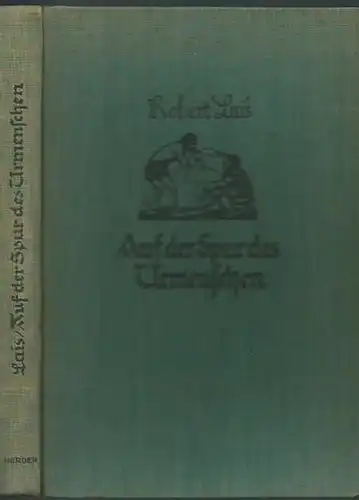 Lais / Auf der Spur des Urmenschen
HERDER
Robert Lais
Auf der Spur des
Urmenschen